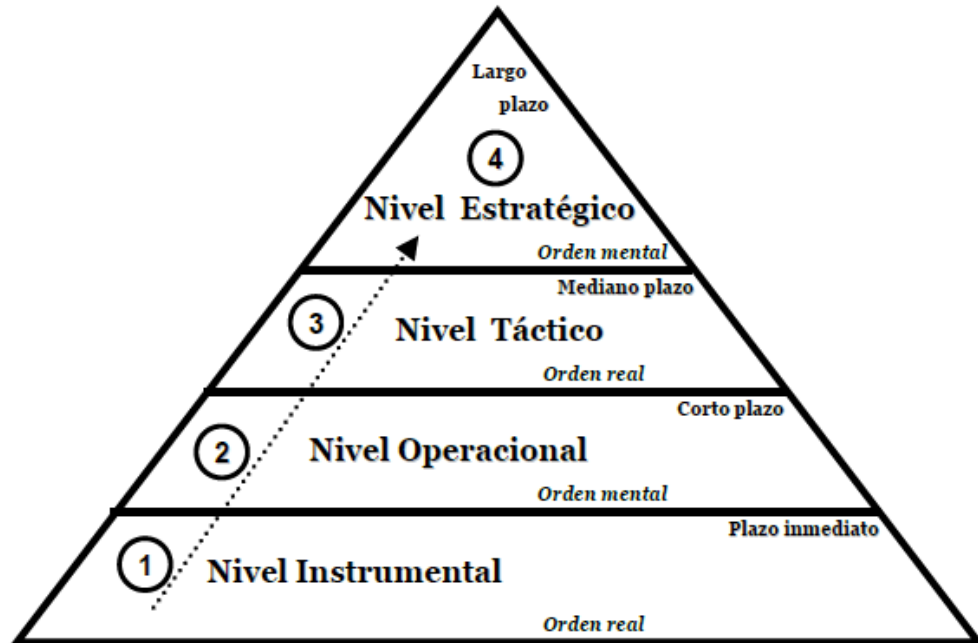 Largo
plazo
4
Nivel Estratégico
Orden mental
Mediano plazo
3
Nivel Táctico
Orden real
Corto plazo
2
Nivel Operacional
Orden mental
Plazo inmediato
1
Nivel Instrumental
Orden real